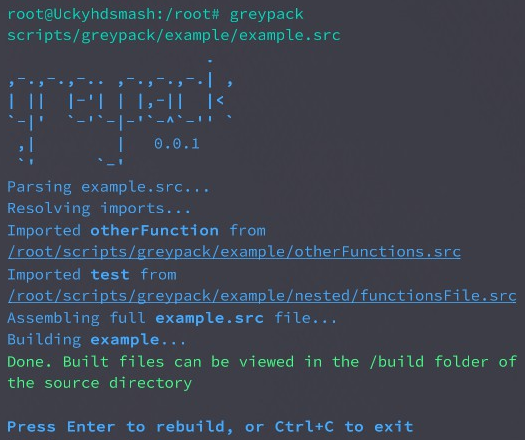 root@Uckyhdsmash:/root# greypack
scripts/greypack/example/example.src
                         .
,-.,-.,-.. ,-.,-.,-.| ,
| ||   |-'| | |,-||   |<
`-|'   `-'`-|-'`-^`-'' `
 ,|         |    0.0.1
 `'       `-'
Parsing example.src...
Resolving imports...
Imported otherFunction from
/root/scripts/greypack/example/otherFunctions.src
Imported test from
/root/scripts/greypack/example/nested/functionsFile.src
Assembling full example.src file...
Building example...
Done. Built files can be viewed in the /build folder of
the source directory
Press Enter to rebuild, or Ctrl+C to exit